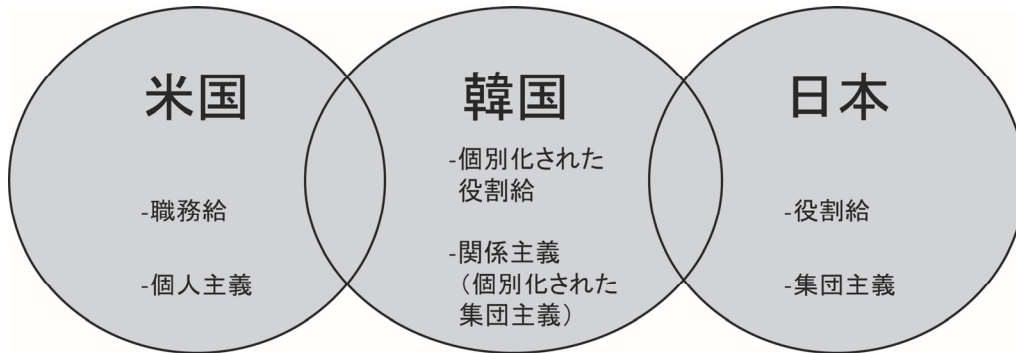 米国
-職務給
-個人主義
韓国
-個別化された
役割給
-関係主義
（個別化された
集団主義）
日本
-役割給
-集団主義